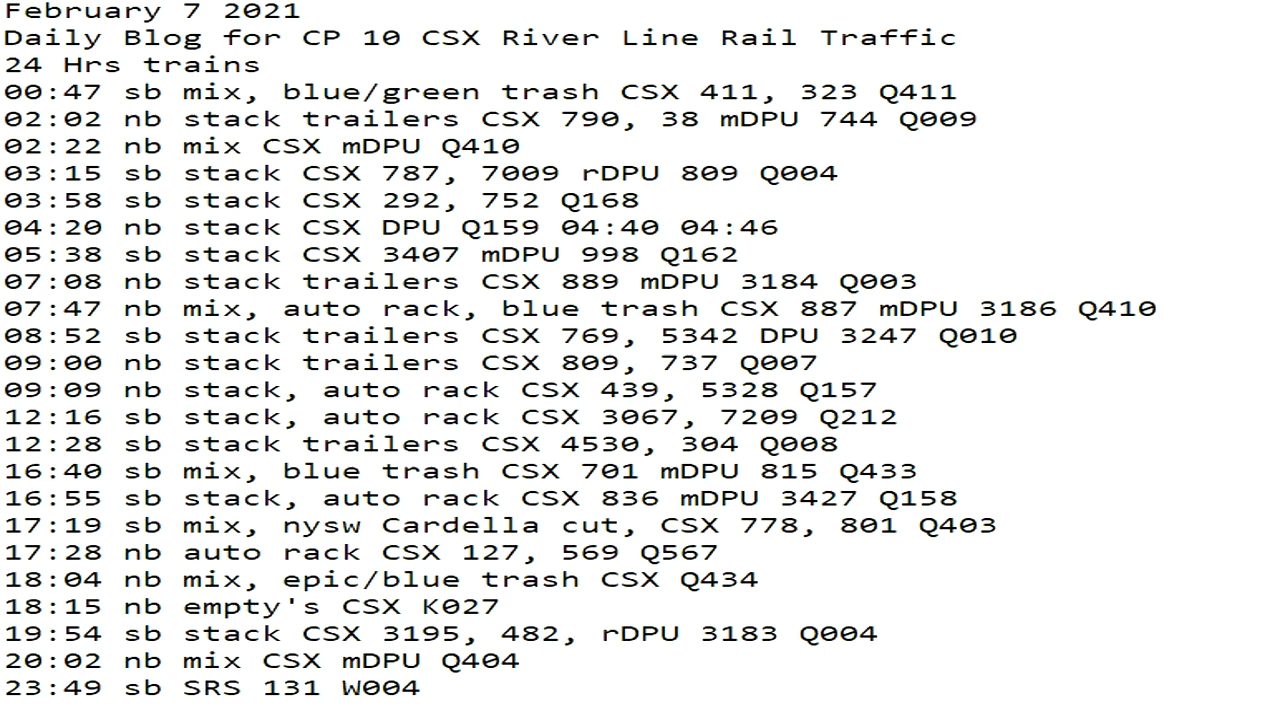 February 7 2021
Daily Blog for CP 10 CSX River Line Rail Traffic
24 Hrs trains
00:47 sb mix, blue/green trash CSX 411, 323 Q411
02:02 nb stack trailers CSX 790, 38 mDPU 744 Q009
02:22 nb mix CSX mDPU Q410
03:15 sb stack CSX 787, 7009 rDPU 809 Q004
03:58 sb stack CSX 292, 752 Q168
04:20 nb stack CSX DPU Q159 04:40 04:46
05:38 sb stack CSX 3407 mDPU 998 Q162
07:08 nb stack trailers CSX 889 mDPU 3184 Q003
07:47 nb mix, auto rack, blue trash CSX 887 mDPU 3186 Q410
08:52 sb stack trailers CSX 769, 5342 DPU 3247 Q010
09:00 nb stack trailers CSX 809, 737 Q007
09:09 nb stack, auto rack CSX 439, 5328 Q157
12:16 sb stack, auto rack CSX 3067, 7209 Q212
12:28 sb stack trailers CSX 4530, 304 Q008
16:40 sb mix, blue trash CSX 701 mDPU 815 Q433
16:55 sb stack, auto rack CSX 836 mDPU 3427 Q158
17:19 sb mix, nysw Cardella cut, CSX 778, 801 Q403
17:28 nb auto rack CSX 127, 569 Q567
18:04 nb mix, epic/blue trash CSX Q434
18:15 nb empty's CSX K027
19:54 sb stack CSX 3195, 482, rDPU 3183 Q004
20:02 nb mix CSX mDPU Q404
23:49 sb SRS 131 W004